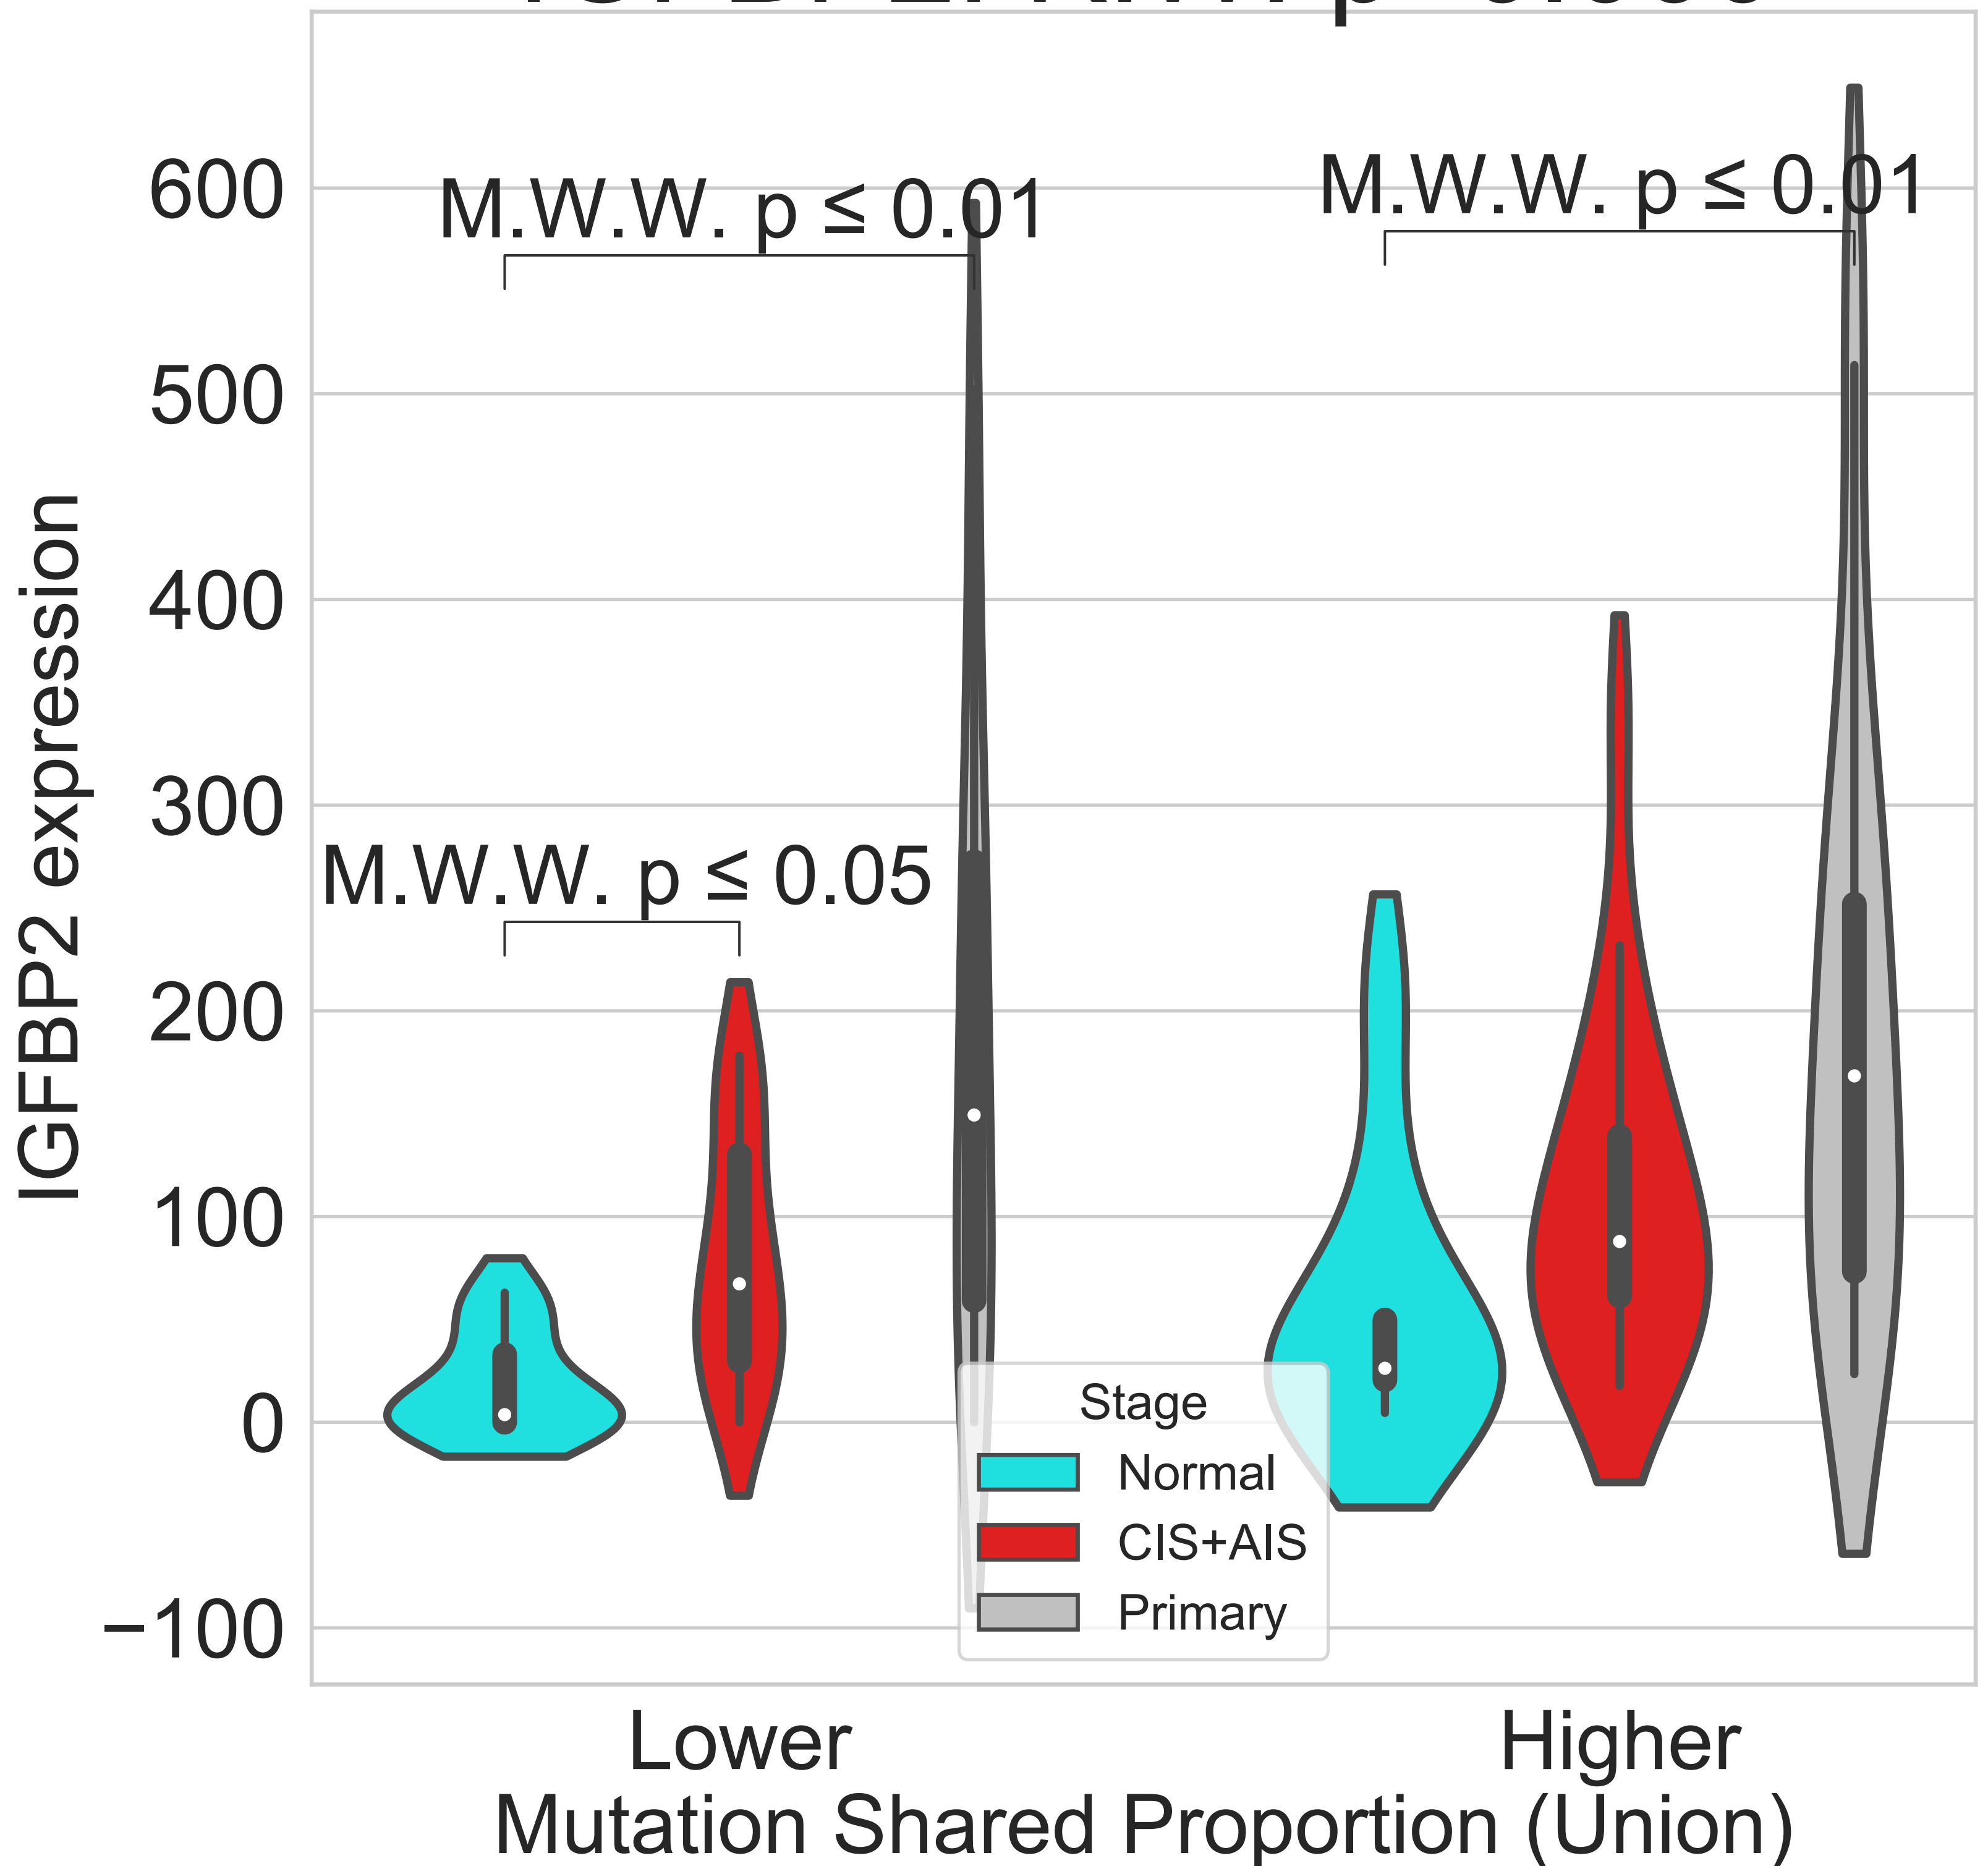 600
500
400
300
200
100
0
−100
IGFBP2 expression
M.W.W. p ≤ 0.01
M.W.W. p ≤ 0.01
M.W.W. p ≤ 0.05
Stage
Normal
CIS+AIS
Primary
Lower
Higher
Mutation Shared Proportion (Union)